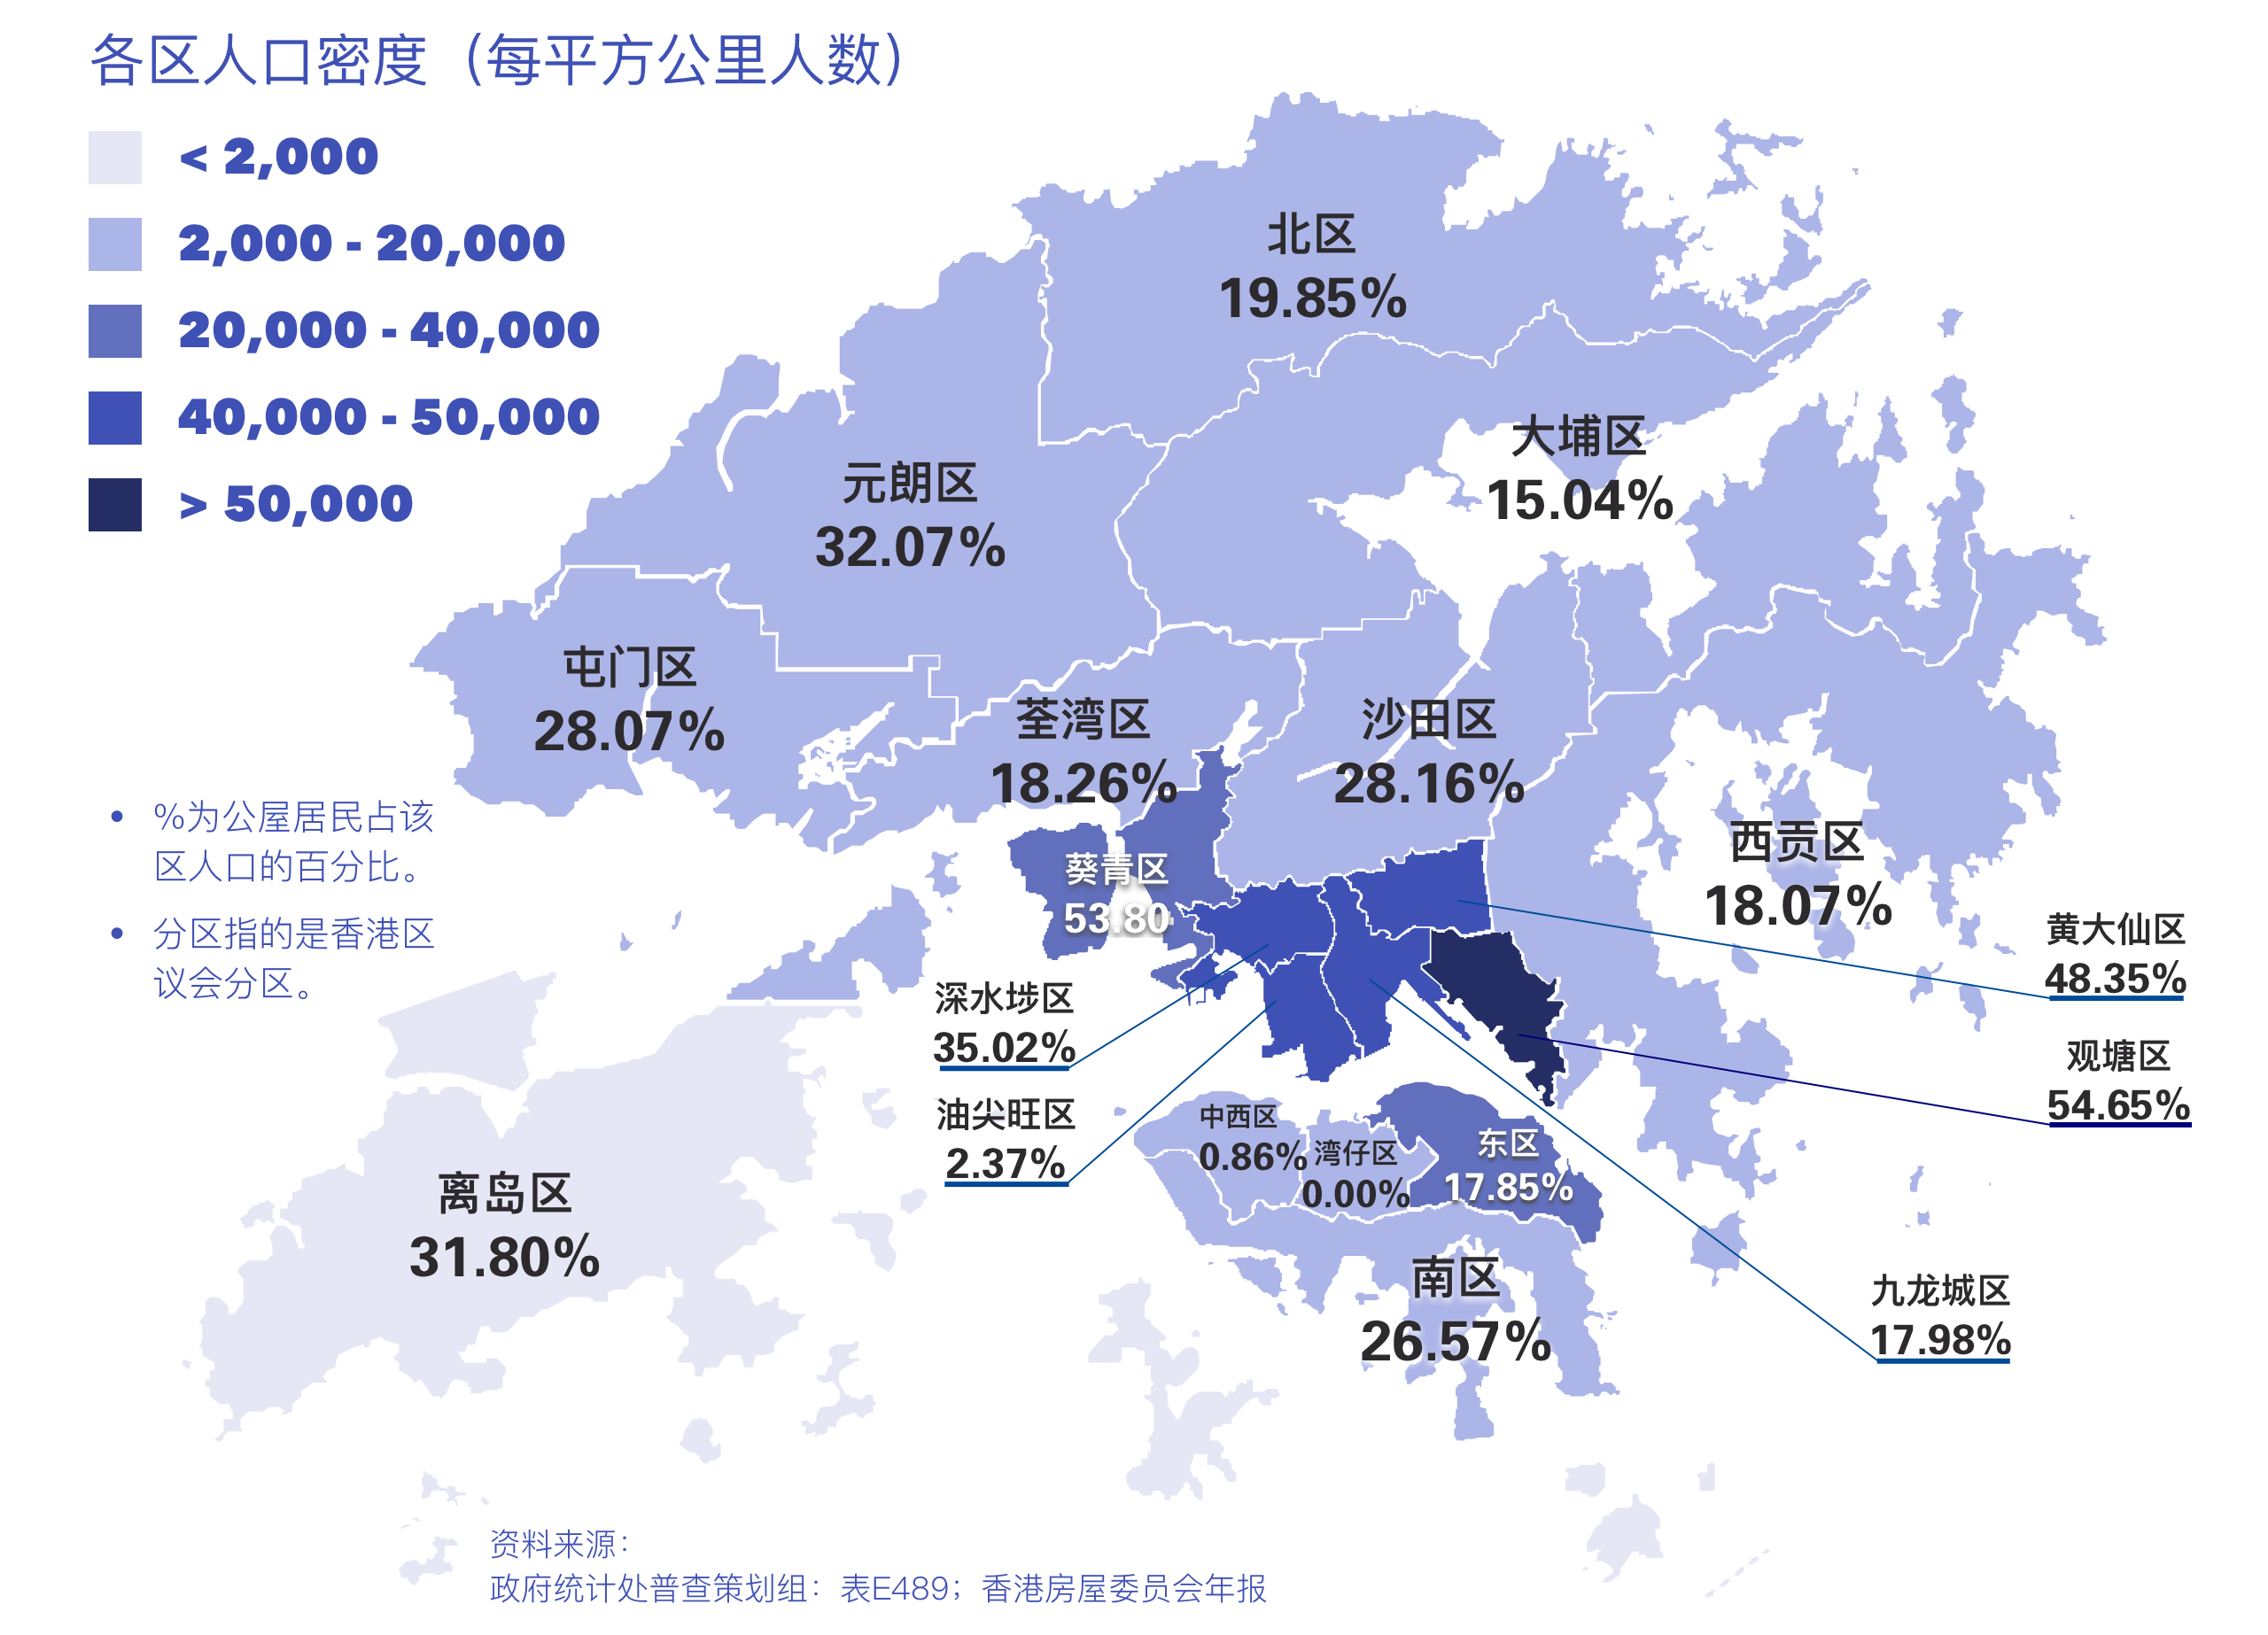 各区人口密度（每平方公里人数）
< 2,000
2,000 - 20,000
20,000 - 40,000
40,000 - 50,000
> 50,000
北区
19.85%
大埔区
15.04%
元朗区
32.07%
屯门区
28.07%
荃湾区
18.26%
沙田区
28.16%
西贡区
18.07%
• %为公屋居民占该
区人口的百分比。
• 分区指的是香港区
议会分区。
葵青区
53.80
黄大仙区
48.35%
深水埗区
35.02%
观塘区
54.65%
油尖旺区
2.37%
中西区
0.86%
湾仔区
0.00%
东区
17.85%
离岛区
31.80%
南区
26.57%
九龙城区
17.98%
资料来源：
政府统计处普查策划组：表E489；香港房屋委员会年报